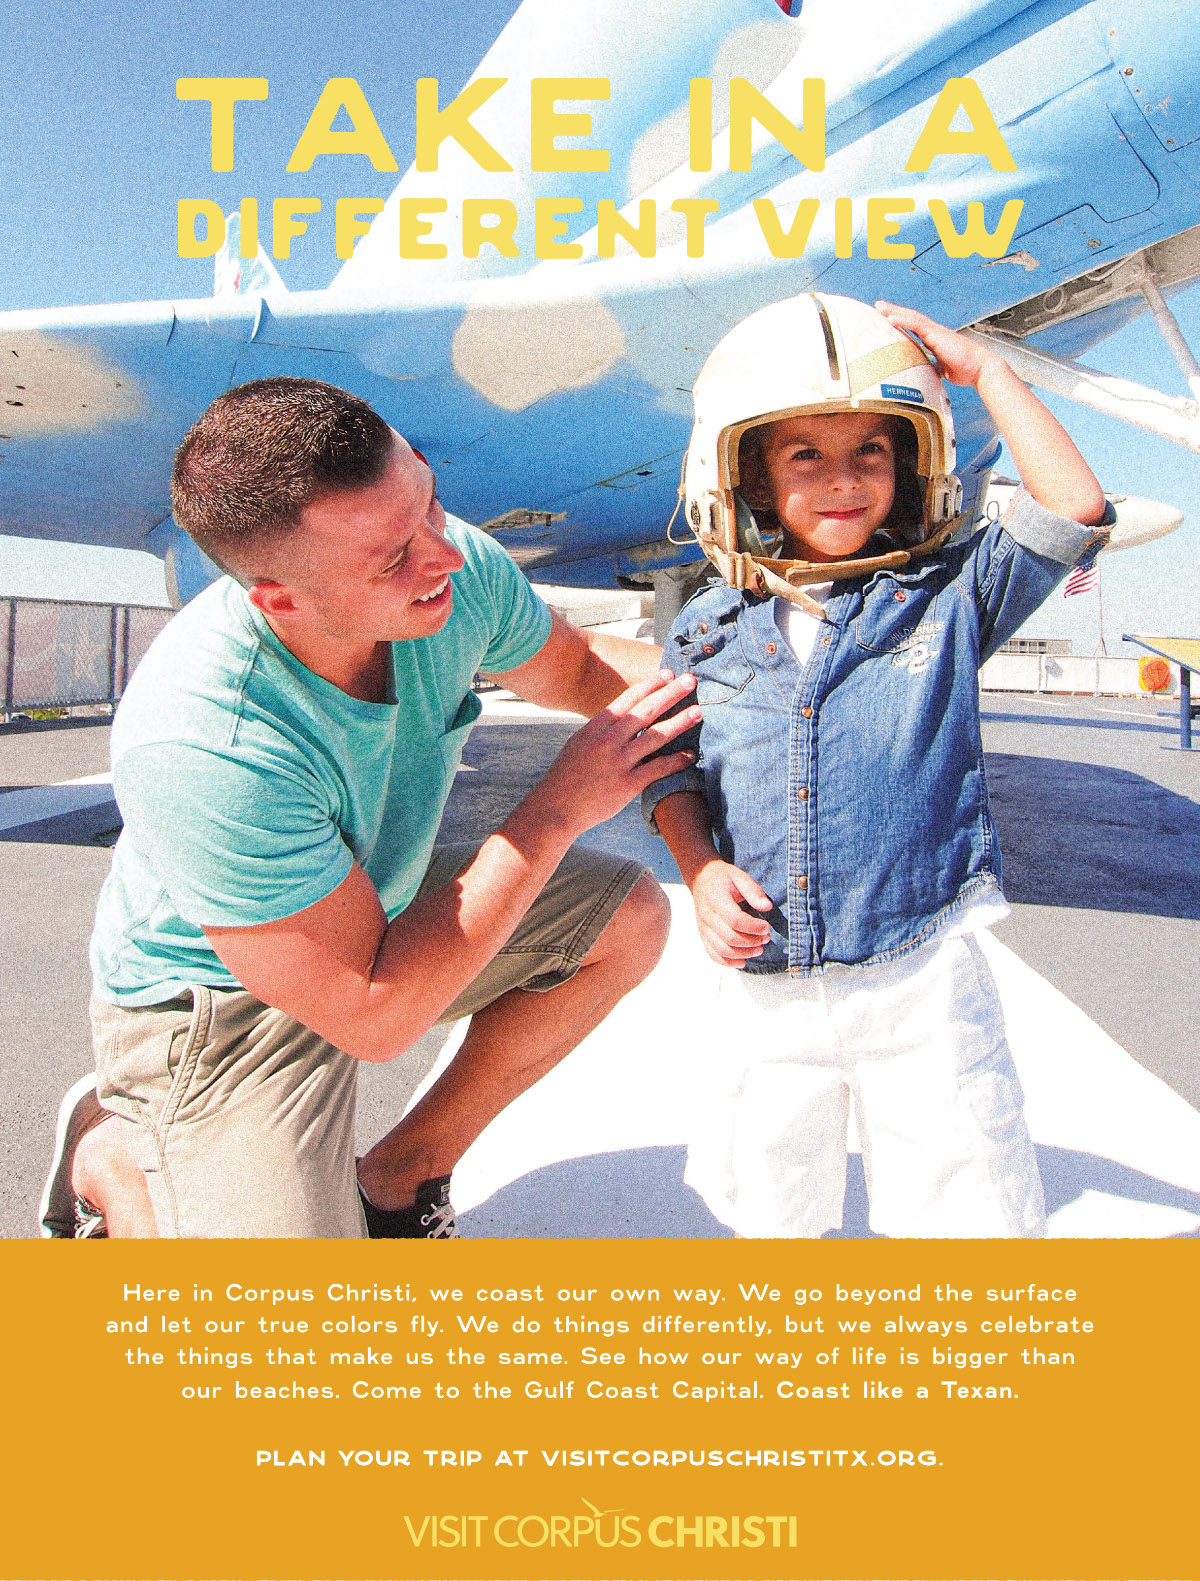 TAKE IN A
DIFFERENT VIEW
HENNEMAN
WILDERNESS
Here in Corpus Christi, we coast our own way. We go beyond the surface
and let our true colors fly. We do things differently, but we always celebrate
the things that make us the same. See how our way of life is bigger than
our beaches. Come to the Gulf Coast Capital. Coast like a Texan.
PLAN YOUR TRIP AT VISITCORPUSCHRISTITX.ORG.
VISIT CORPUS CHRISTI